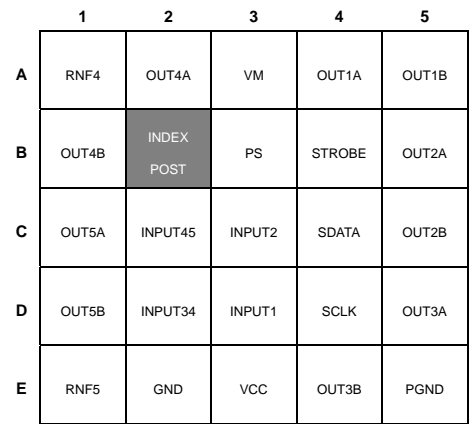 1 2 3 4 5
A RNF4 OUT4A VM OUT1A OUT1B
B OUT4B INDEX POST PS STROBE OUT2A
C OUT5A INPUT45 INPUT2 SDATA OUT2B
D OUT5B INPUT34 INPUT1 SCLK OUT3A
E RNF5 GND VCC OUT3B PGND